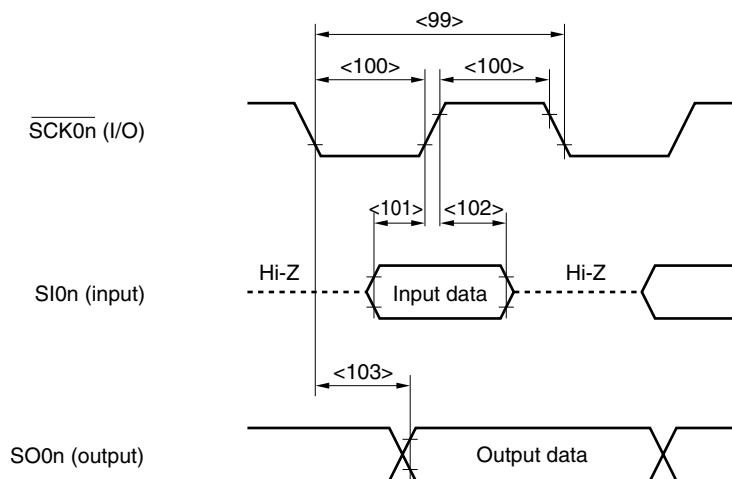 <99>
<100> <100>
SCK0n (I/O)
<101> <102>
Hi-Z Hi-Z
SI0n (input) Input data
<103>
SO0n (output) Output data